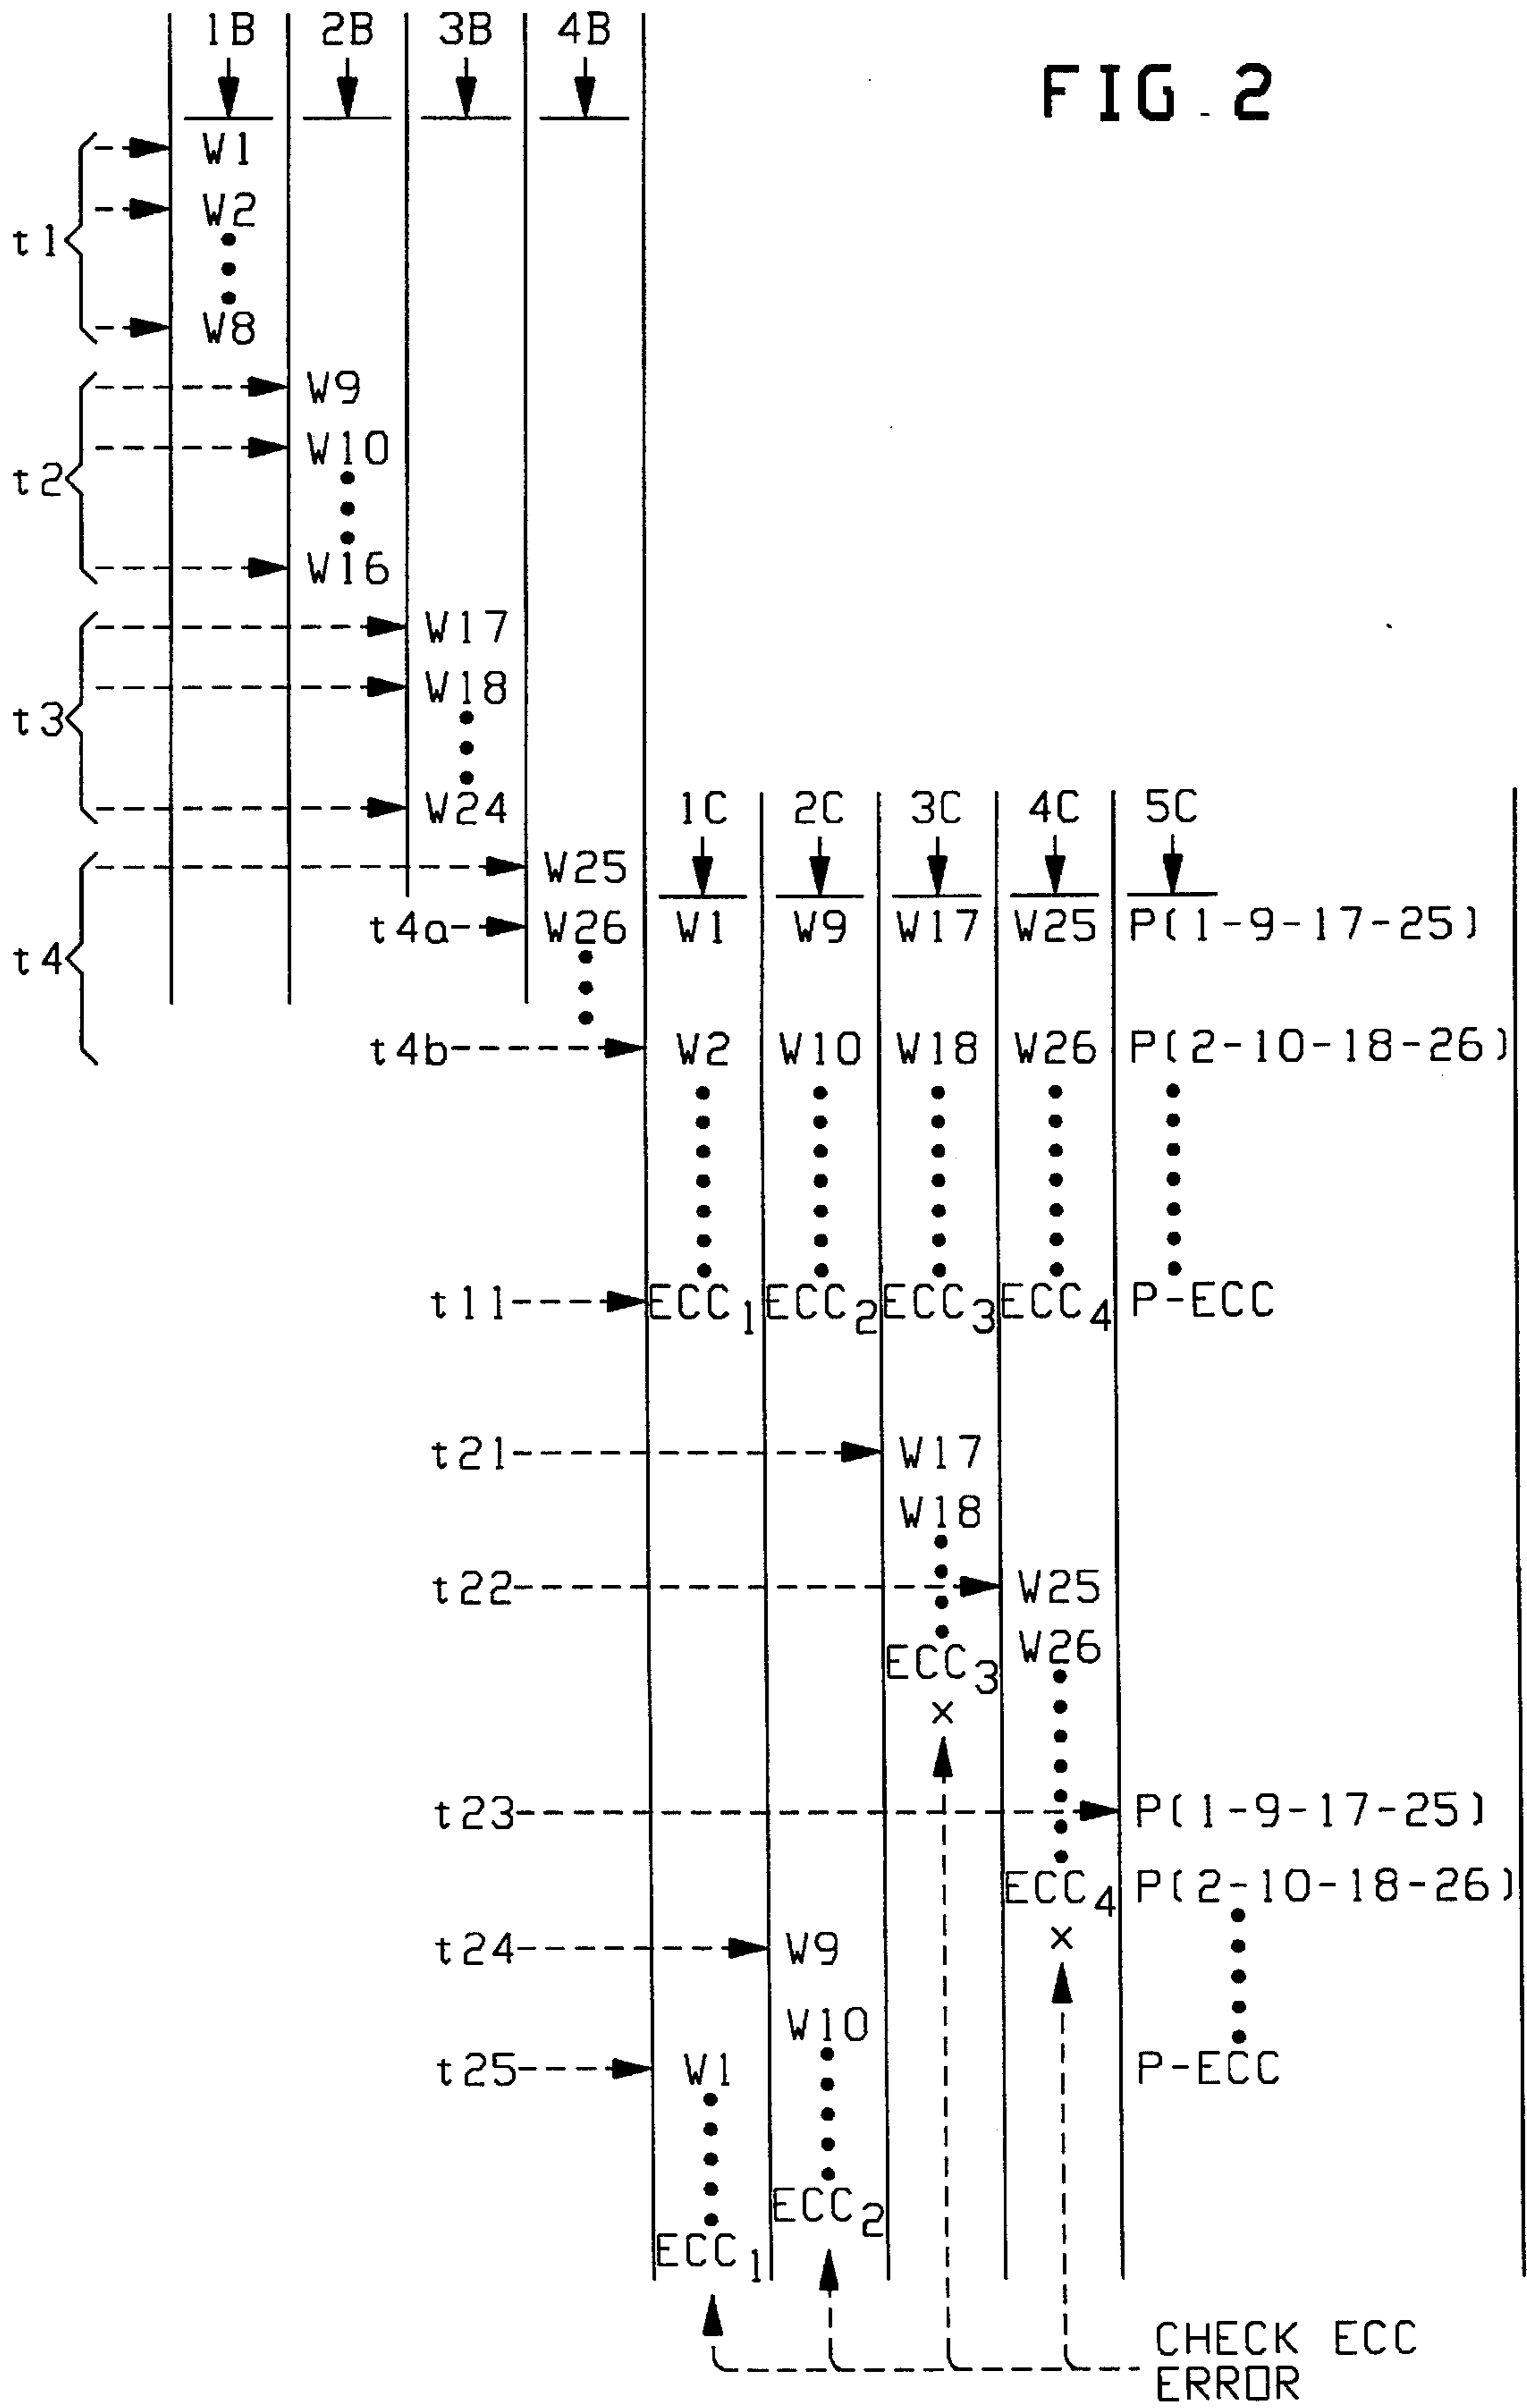 1B 2B 3B 4B
FIG. 2
W1
W2
t1
W8
W9
W10
t2
W16
W17
W18
t3
W24
1C 2C 3C 4C 5C
W25
t4a W26 W1 W9 W17 W25 P(1-9-17-25)
t4
t4b W2 W10 W18 W26 P(2-10-18-26)
t11 ECC1 ECC2 ECC3 ECC4 P-ECC
t21 W17
W18
t22 W25
W26
ECC3
x
t23 P(1-9-17-25)
ECC4 P(2-10-18-26)
x
t24 W9
W10
t25 W1 P-ECC
ECC2
ECC1
CHECK ECC
ERROR